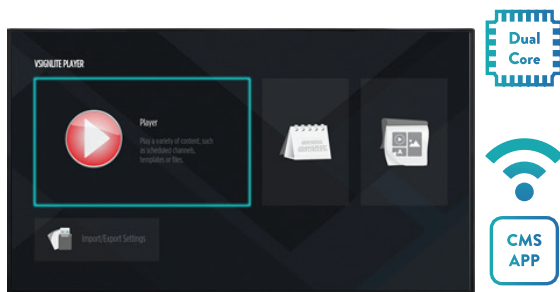 VSIGNLITE PLAYER
Player
Play a variety of content, such
as scheduled channels,
templates or files.
Import/Export Settings
Dual
Core
CMS
APP